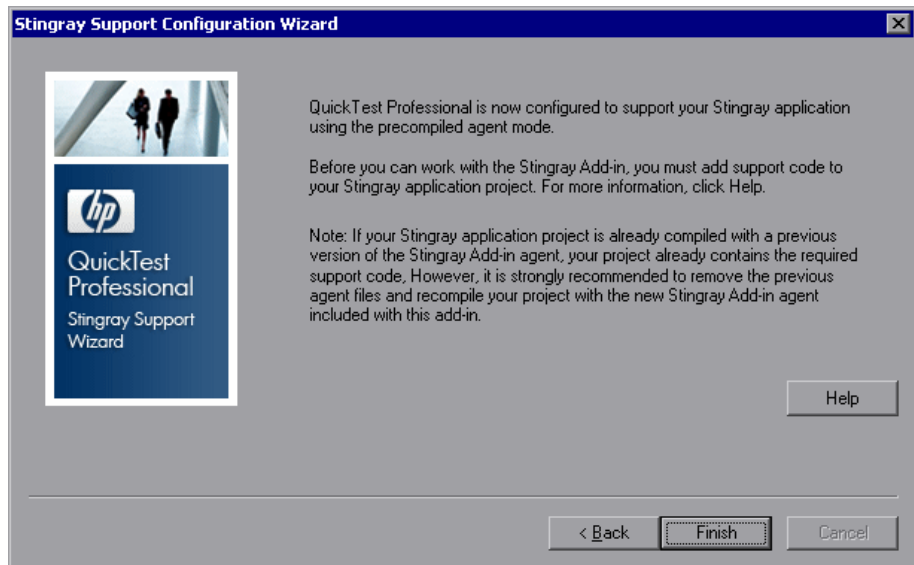 Stingray Support Configuration Wizard
QuickTest Professional is now configured to support your Stingray application
using the precompiled agent mode.
Before you can work with the Stingray Add-in, you must add support code to
your Stingray application project. For more information, click Help.
Note: If your Stingray application project is already compiled with a previous
version of the Stingray Add-in agent, your project already contains the required
support code, However, it is strongly recommended to remove the previous
agent files and recompile your project with the new Stingray Add-in agent
included with this add-in.
hp
QuickTest
Professional
Stingray Support
Wizard
Help
< Back
Finish
Cancel